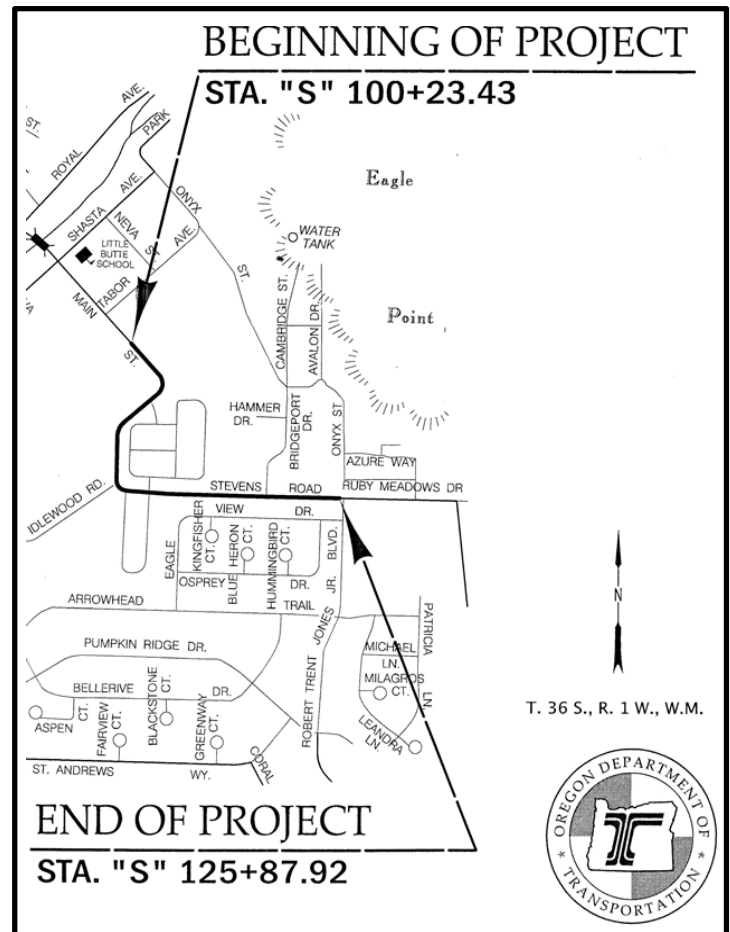 BEGINNING OF PROJECT
STA. "S" 100+23.43
AVE.
ROYAL
ST.
PARK
AVE.
SHASTA
ONYX
ST.
NEVA
ST.
AVE.
TABOR
LITTLE
BUTTE
SCHOOL
MAIN
ST.
VA
Eagle
WATER
TANK
Point
CAMBRIDGE ST.
AVALON DR.
HAMMER
DR.
BRIDGEPORT
DR.
ONYX ST
AZURE WAY
STEVENS ROAD
RUBY MEADOWS DR
IDLEWOOD RD.
VIEW DR.
EAGLE
KINGFISHER
CT.
BLUE HERON
CT.
HUMMINGBIRD
CT.
OSPREY DR.
BLVD.
JR.
JONES
ROBERT TRENT
ARROWHEAD TRAIL
PATRICIA
LN.
PUMPKIN RIDGE DR.
MICHAEL
LN.
MILAGROS
CT.
LEANDRA
LN.
BELLERIVE DR.
ASPEN
CT.
FAIRVIEW
CT.
BLACKSTONE
CT.
GREENWAY
CT.
CORAL
ST. ANDREWS WY.
N
T. 36 S., R. 1 W., W.M.
END OF PROJECT
STA. "S" 125+87.92
OREGON DEPARTMENT OF
TRANSPORTATION